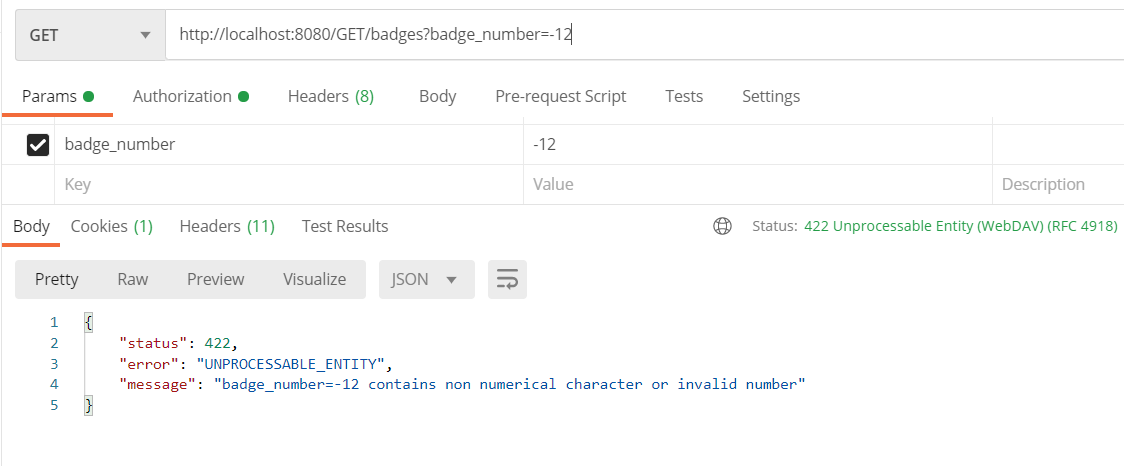 GET http://localhost:8080/GET/badges?badge_number=-12
Params Authorization Headers (8) Body Pre-request Script Tests Settings
badge_number -12
Key Value Description
Body Cookies (1) Headers (11) Test Results Status: 422 Unprocessable Entity (WebDAV) (RFC 4918)
Pretty Raw Preview Visualize JSON
1 {
2 "status": 422,
3 "error": "UNPROCESSABLE_ENTITY",
4 "message": "badge_number=-12 contains non numerical character or invalid number"
5 }